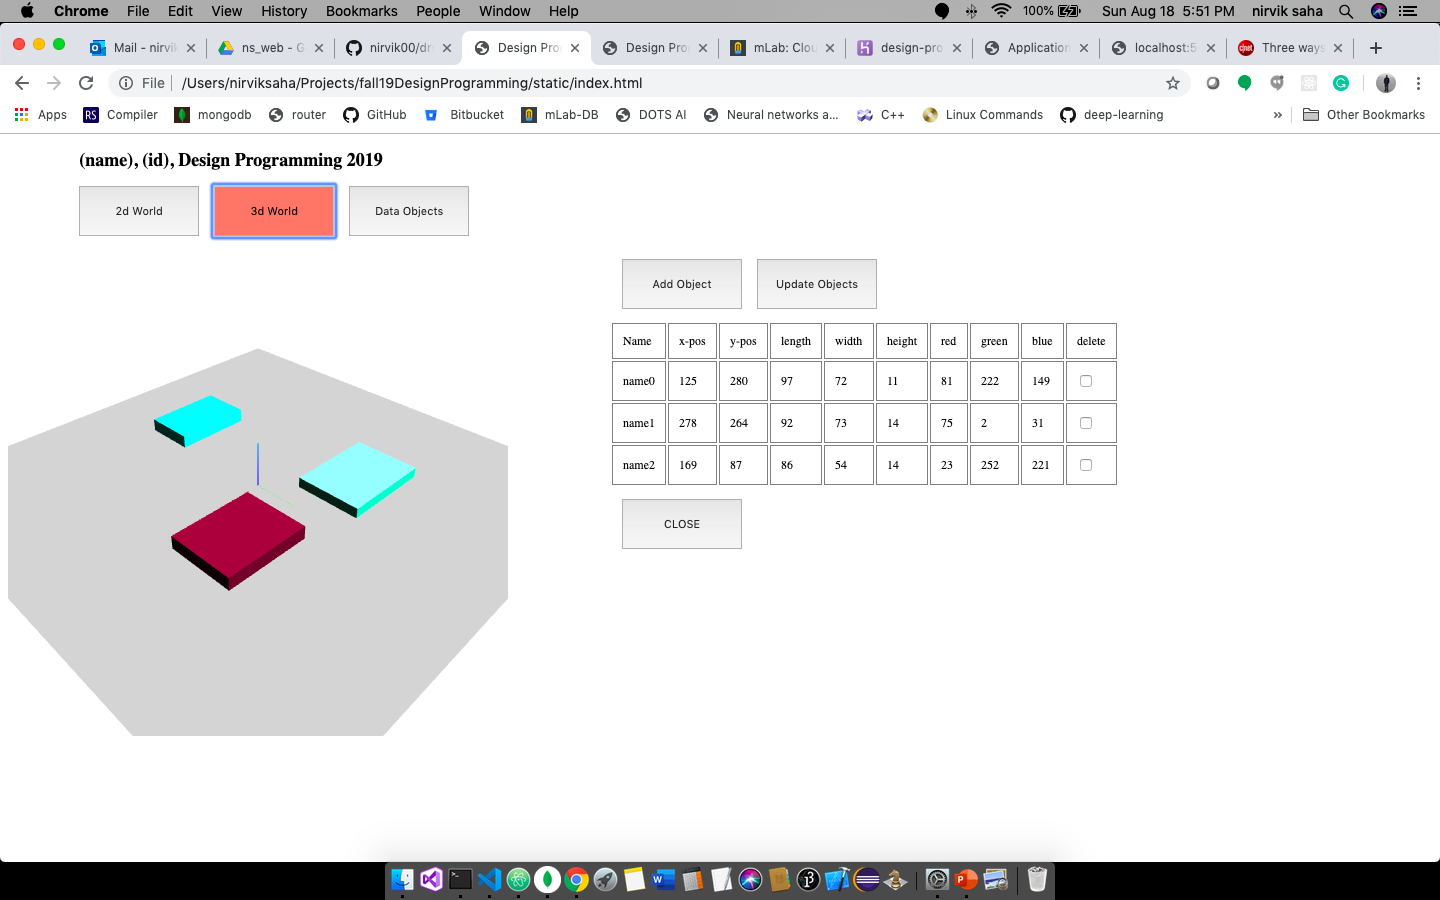 Chrome File Edit View History Bookmarks People Window Help 100% Sun Aug 18 5:51 PM nirvik saha
Mail - nirvik ns_web - G nirvik00/dr Design Pro Design Pro mLab: Clou design-pro Application localhost:5 Three ways
File /Users/nirviksaha/Projects/fall19DesignProgramming/static/index.html
Apps RS Compiler mongodb router GitHub Bitbucket mLab-DB DOTS AI Neural networks a... C++ Linux Commands deep-learning » Other Bookmarks
(name), (id), Design Programming 2019
2d World 3d World Data Objects
Add Object Update Objects
Name x-pos y-pos length width height red green blue delete
name0 125 280 97 72 11 81 222 149
name1 278 264 92 73 14 75 2 31
name2 169 87 86 54 14 23 252 221
CLOSE